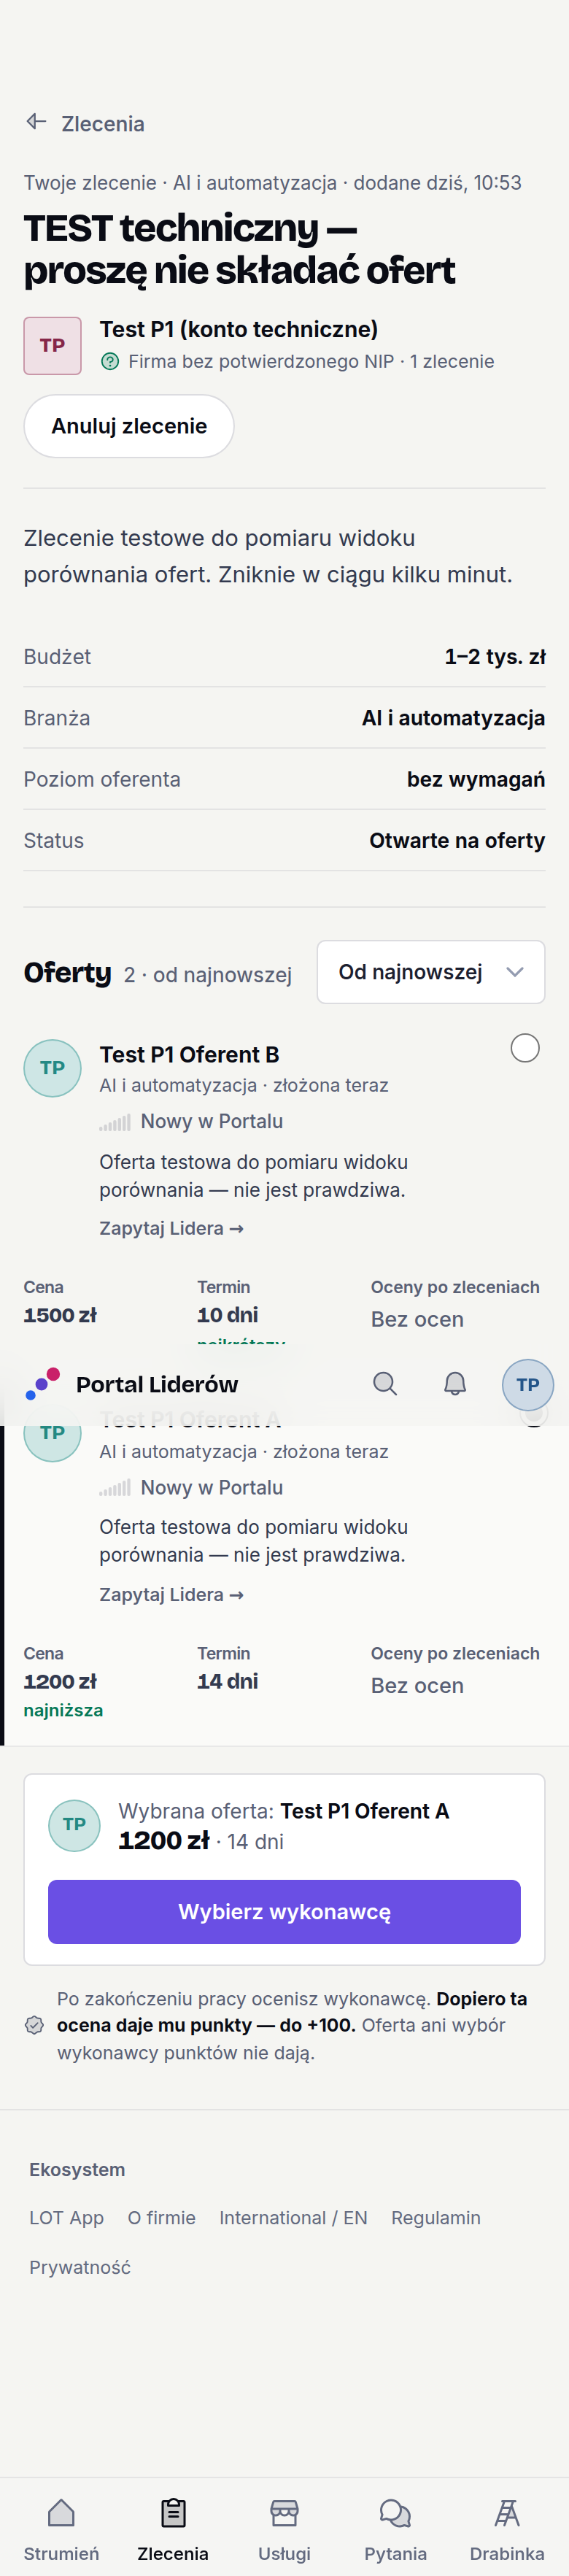 Zlecenia
Twoje zlecenie · AI i automatyzacja · dodane dziś, 10:53
TEST techniczny —
proszę nie składać ofert
TP
Test P1 (konto techniczne)
Firma bez potwierdzonego NIP · 1 zlecenie
Anuluj zlecenie
Zlecenie testowe do pomiaru widoku
porównania ofert. Zniknie w ciągu kilku minut.
Budżet
1–2 tys. zł
Branża
AI i automatyzacja
Poziom oferenta
bez wymagań
Status
Otwarte na oferty
Oferty
2 · od najnowszej
Od najnowszej
TP
Test P1 Oferent B
AI i automatyzacja · złożona teraz
Nowy w Portalu
Oferta testowa do pomiaru widoku
porównania — nie jest prawdziwa.
Zapytaj Lidera →
Cena
Termin
Oceny po zleceniach
1500 zł
10 dni
Bez ocen
najkrótszy
Portal Liderów
TP
TP
Test P1 Oferent A
AI i automatyzacja · złożona teraz
Nowy w Portalu
Oferta testowa do pomiaru widoku
porównania — nie jest prawdziwa.
Zapytaj Lidera →
Cena
Termin
Oceny po zleceniach
1200 zł
14 dni
Bez ocen
najniższa
TP
Wybrana oferta: Test P1 Oferent A
1200 zł · 14 dni
Wybierz wykonawcę
Po zakończeniu pracy ocenisz wykonawcę. Dopiero ta
ocena daje mu punkty — do +100. Oferta ani wybór
wykonawcy punktów nie dają.
Ekosystem
LOT App
O firmie
International / EN
Regulamin
Prywatność
Strumień
Zlecenia
Usługi
Pytania
Drabinka